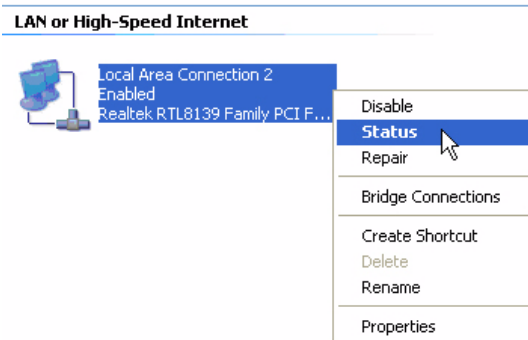 LAN or High-Speed Internet
Local Area Connection 2
Enabled
Realtek RTL8139 Family PCI F...
Disable
Status
Repair
Bridge Connections
Create Shortcut
Delete
Rename
Properties